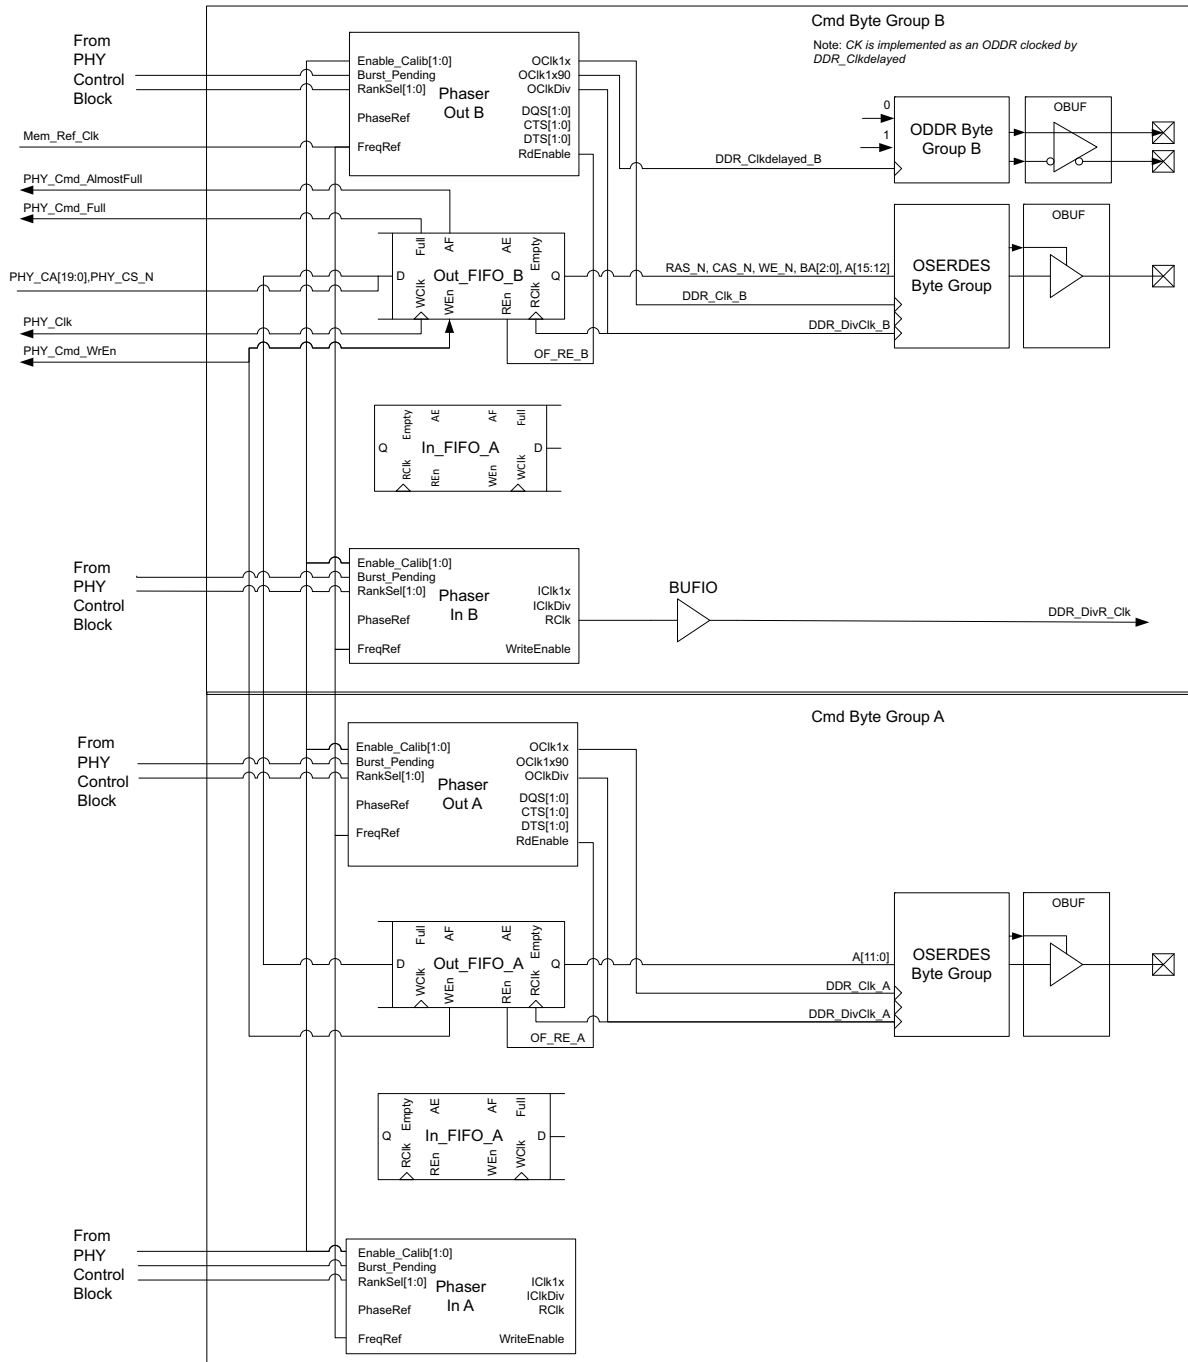 Cmd Byte Group B
Note: CK is implemented as an ODDR clocked by
DDR_Clkdelayed
From
PHY
Control
Block
Enable_Calib[1:0]
Burst_Pending
RankSel[1:0]
PhaseRef
FreqRef
Phaser
Out B
OClk1x
OClk1x90
OClkDiv
DQS[1:0]
CTS[1:0]
DTS[1:0]
RdEnable
0
1
ODDR Byte
Group B
OBUF
DDR_Clkdelayed_B
Mem_Ref_Clk
PHY_Cmd_AlmostFull
PHY_Cmd_Full
PHY_CA[19:0],PHY_CS_N
PHY_Clk
PHY_Cmd_WrEn
Full
AF
AE
Empty
D
Out_FIFO_B
Q
WClk
WEn
REn
RClk
OF_RE_B
RAS_N, CAS_N, WE_N, BA[2:0], A[15:12]
DDR_Clk_B
DDR_DivClk_B
OSERDES
Byte Group
OBUF
Empty
AE
AF
Full
Q
In_FIFO_A
D
RClk
REn
WEn
WClk
From
PHY
Control
Block
Enable_Calib[1:0]
Burst_Pending
RankSel[1:0]
PhaseRef
FreqRef
Phaser
In B
IClk1x
IClkDiv
RClk
WriteEnable
BUFIO
DDR_DivR_Clk
Cmd Byte Group A
From
PHY
Control
Block
Enable_Calib[1:0]
Burst_Pending
RankSel[1:0]
PhaseRef
FreqRef
Phaser
Out A
OClk1x
OClk1x90
OClkDiv
DQS[1:0]
CTS[1:0]
DTS[1:0]
RdEnable
Full
AF
AE
Empty
D
Out_FIFO_A
Q
WClk
WEn
REn
RClk
OF_RE_A
A[11:0]
DDR_Clk_A
DDR_DivClk_A
OSERDES
Byte Group
OBUF
Empty
AE
AF
Full
Q
In_FIFO_A
D
RClk
REn
WEn
WClk
From
PHY
Control
Block
Enable_Calib[1:0]
Burst_Pending
RankSel[1:0]
PhaseRef
FreqRef
Phaser
In A
IClk1x
IClkDiv
RClk
WriteEnable